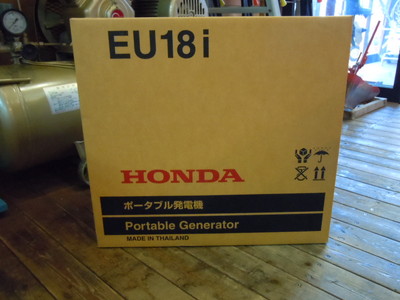 EU18i
HONDA
ポータブル発電機
Portable Generator
MADE IN THAILAND